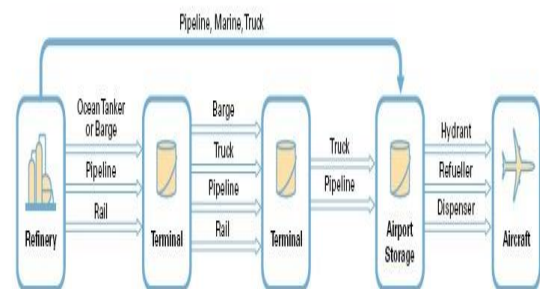 Pipeline, Marine, Truck
Ocean Tanker
or Barge
Pipeline
Rail
Refinery
Terminal
Barge
Truck
Pipeline
Rail
Terminal
Truck
Pipeline
Airport
Storage
Hydrant
Refueller
Dispenser
Aircraft